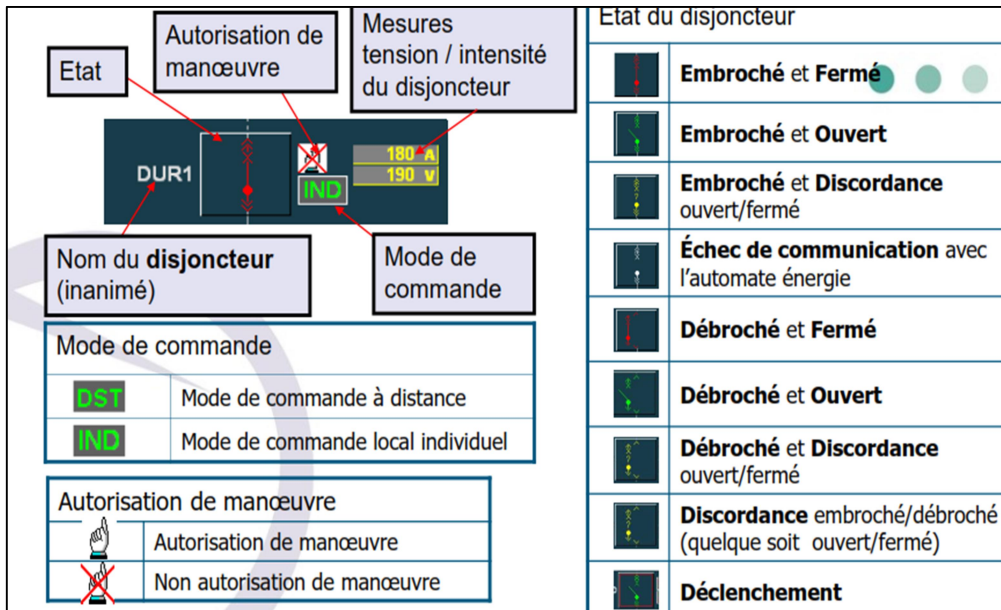 Etat
Autorisation de
manœuvre
Mesures
tension / intensité
du disjoncteur
DUR1
IND
180 A
190 V
Nom du disjoncteur
(inanimé)
Mode de
commande
Mode de commande
DST
Mode de commande à distance
IND
Mode de commande local individuel
Autorisation de manœuvre
Autorisation de manœuvre
Non autorisation de manœuvre
Etat du disjoncteur
Embroché et Fermé
Embroché et Ouvert
Embroché et Discordance
ouvert/fermé
Échec de communication avec
l'automate énergie
Débroché et Fermé
Débroché et Ouvert
Débroché et Discordance
ouvert/fermé
Discordance embroché/débroché
(quelque soit ouvert/fermé)
Déclenchement